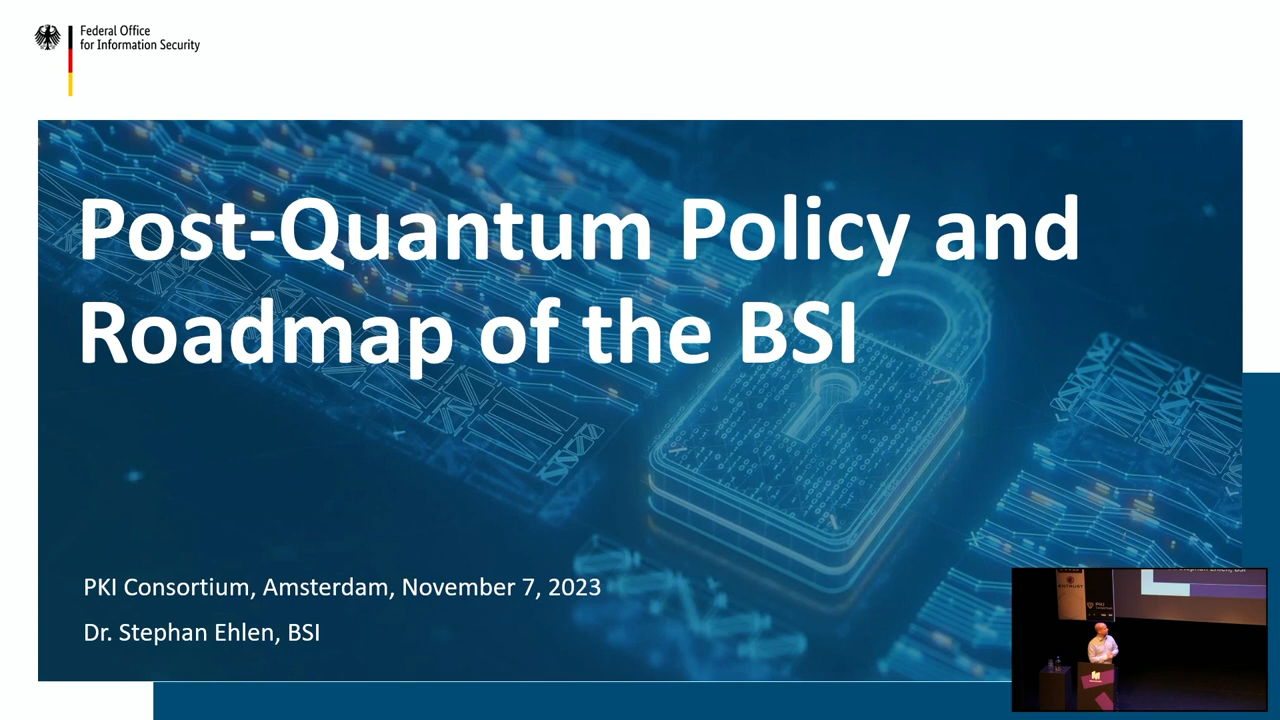 Federal Office
for Information Security
Post-Quantum Policy and
Roadmap of the BSI
PKI Consortium, Amsterdam, November 7, 2023
Dr. Stephan Ehlen, BSI
PKI